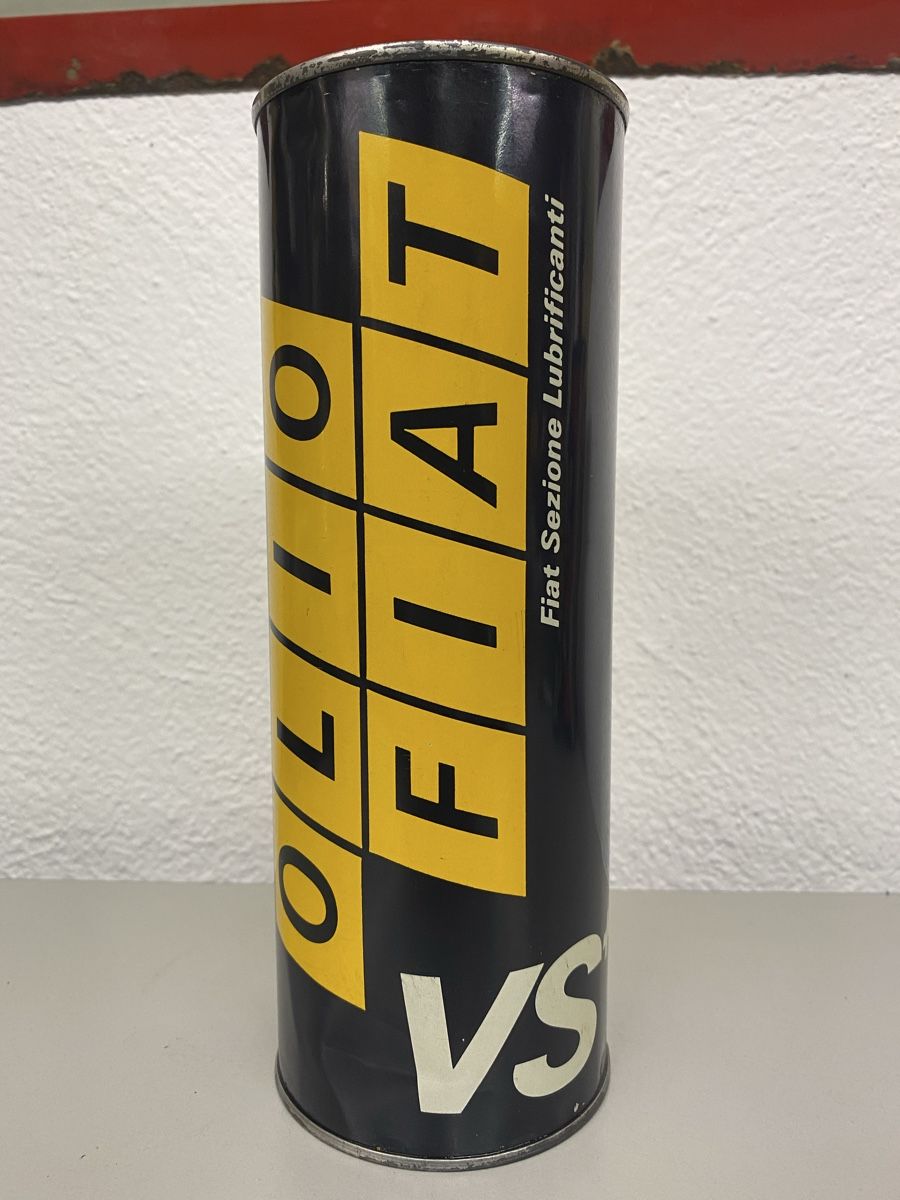 OLIO
FIAT
Fiat Sezione Lubrificanti
VS